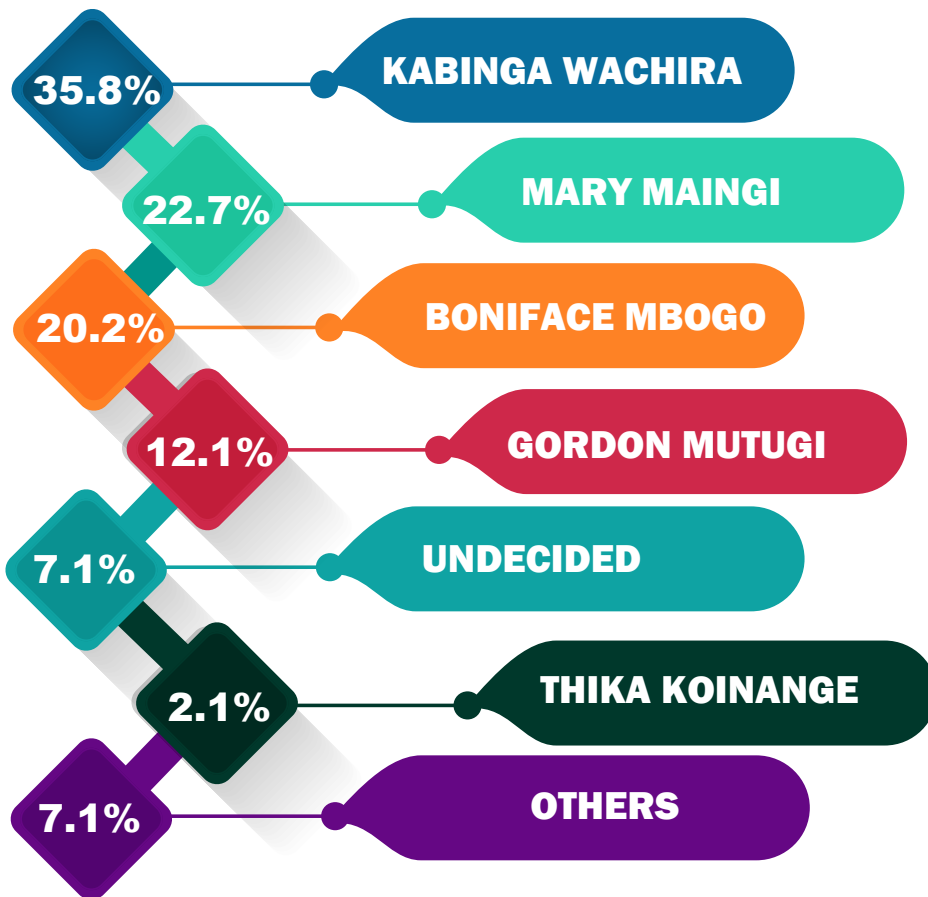 35.8% KABINGA WACHIRA
22.7% MARY MAINGI
20.2% BONIFACE MBOGO
12.1% GORDON MUTUGI
7.1% UNDECIDED
2.1% THIKA KOINANGE
7.1% OTHERS